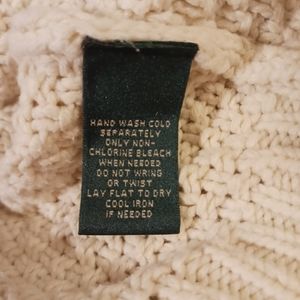 HAND WASH COLD
SEPARATELY
ONLY NON-
CHLORINE BLEACH
WHEN NEEDED
DO NOT WRING
OR TWIST
LAY FLAT TO DRY
COOL IRON
IF NEEDED